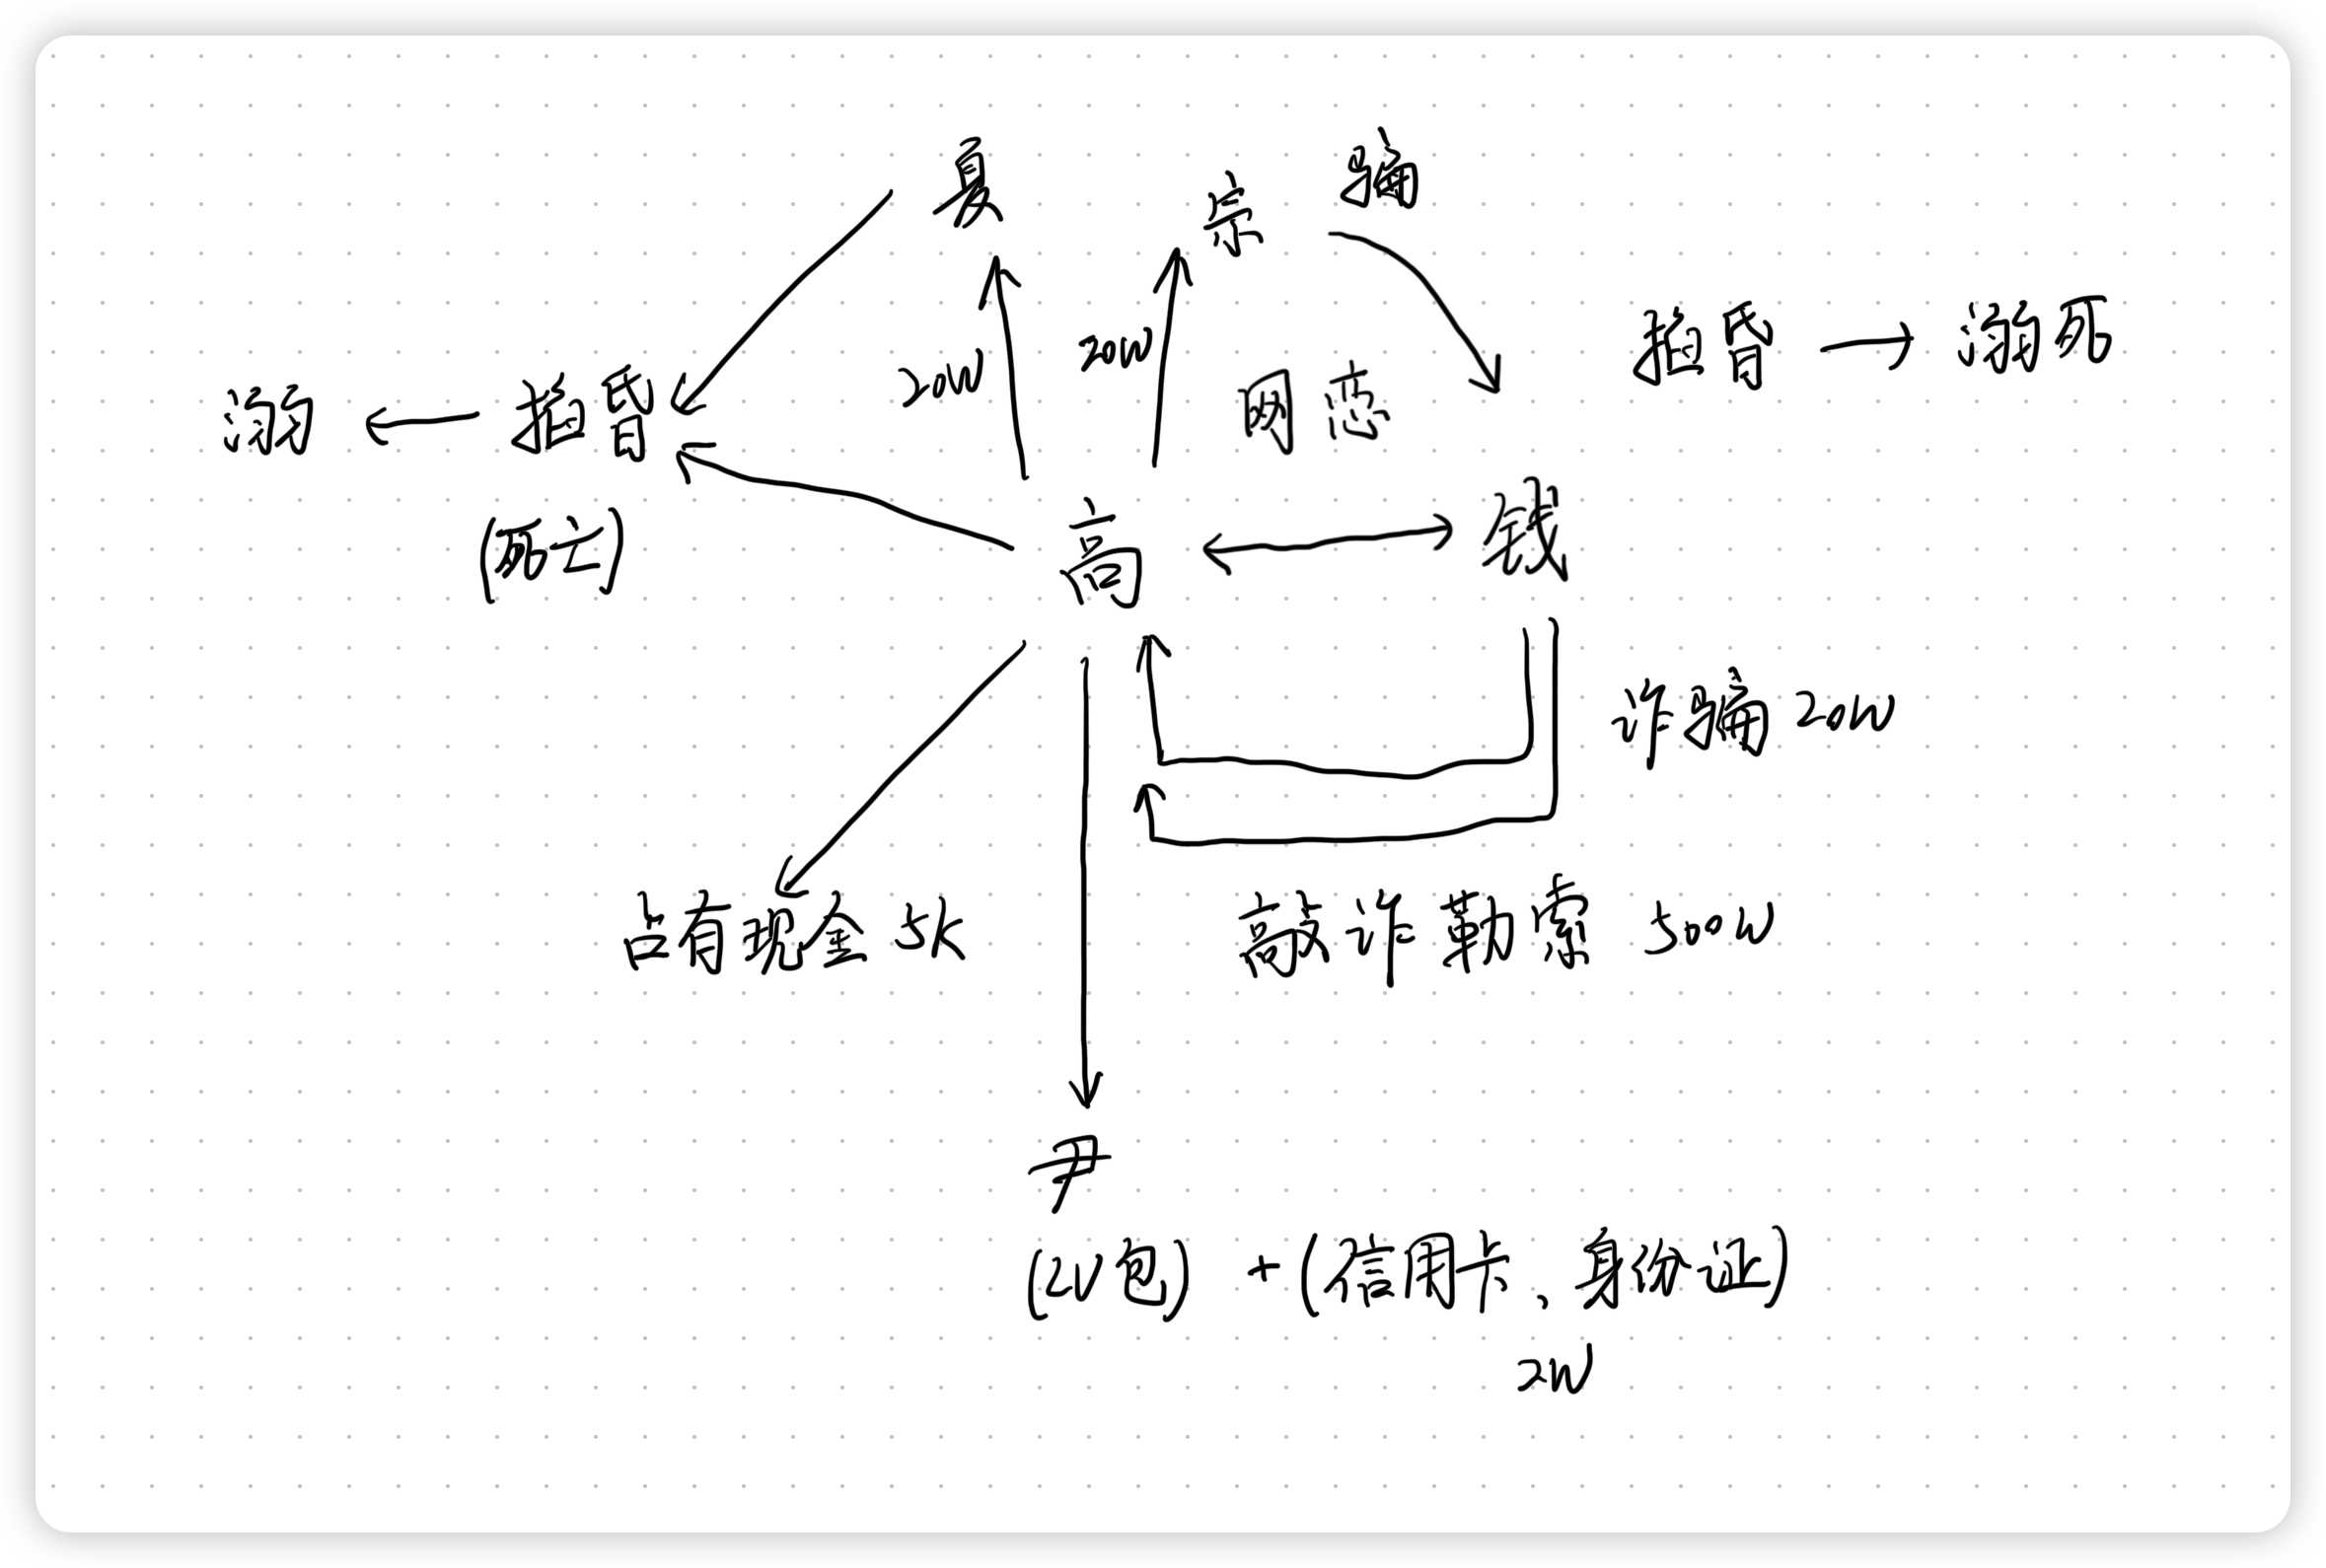 夏 宗 骗
20W 20W 网恋 掐昏 → 溺死
溺 ← 掐昏
(死亡)
高 ↔ 钱
诈骗 20W
占有现金 5K
敲诈勒索 500W
尹
(LV包) + (信用卡、身份证)
2W